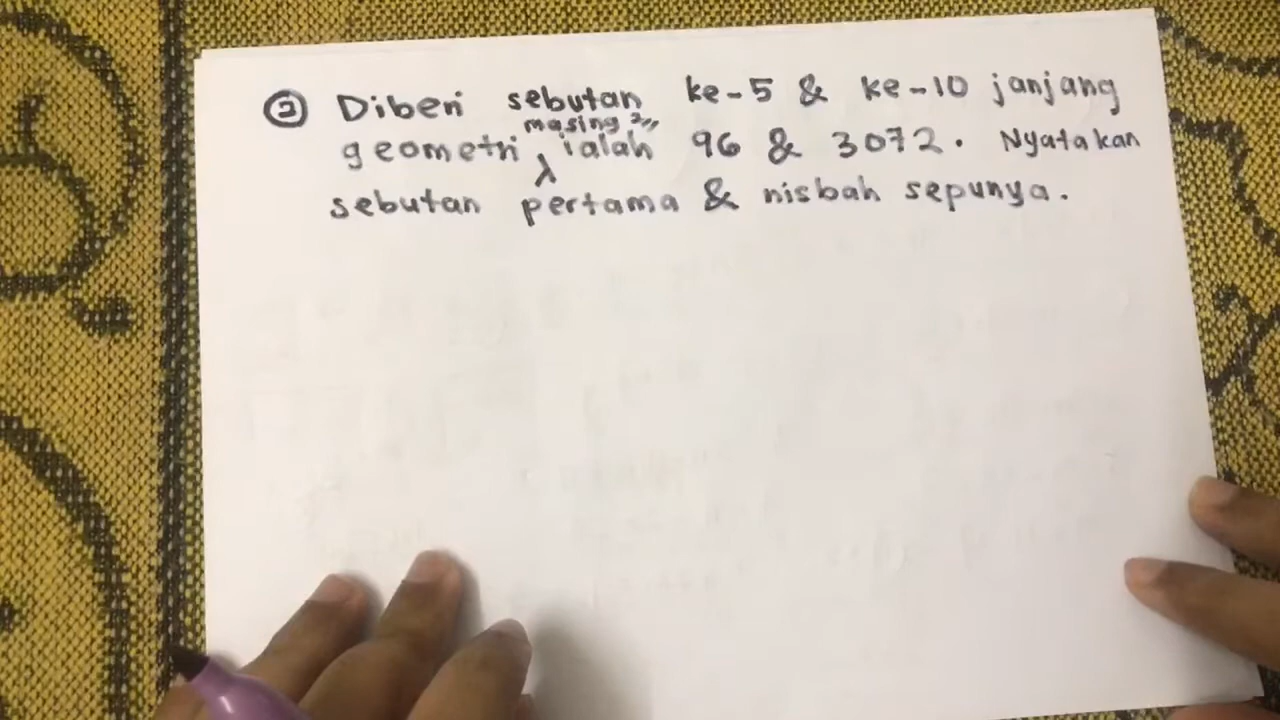 ② Diberi sebutan ke-5 & ke-10 janjang
masing²,,
geometri ⅄ ialah 96 & 3072. Nyatakan
sebutan pertama & nisbah sepunya.